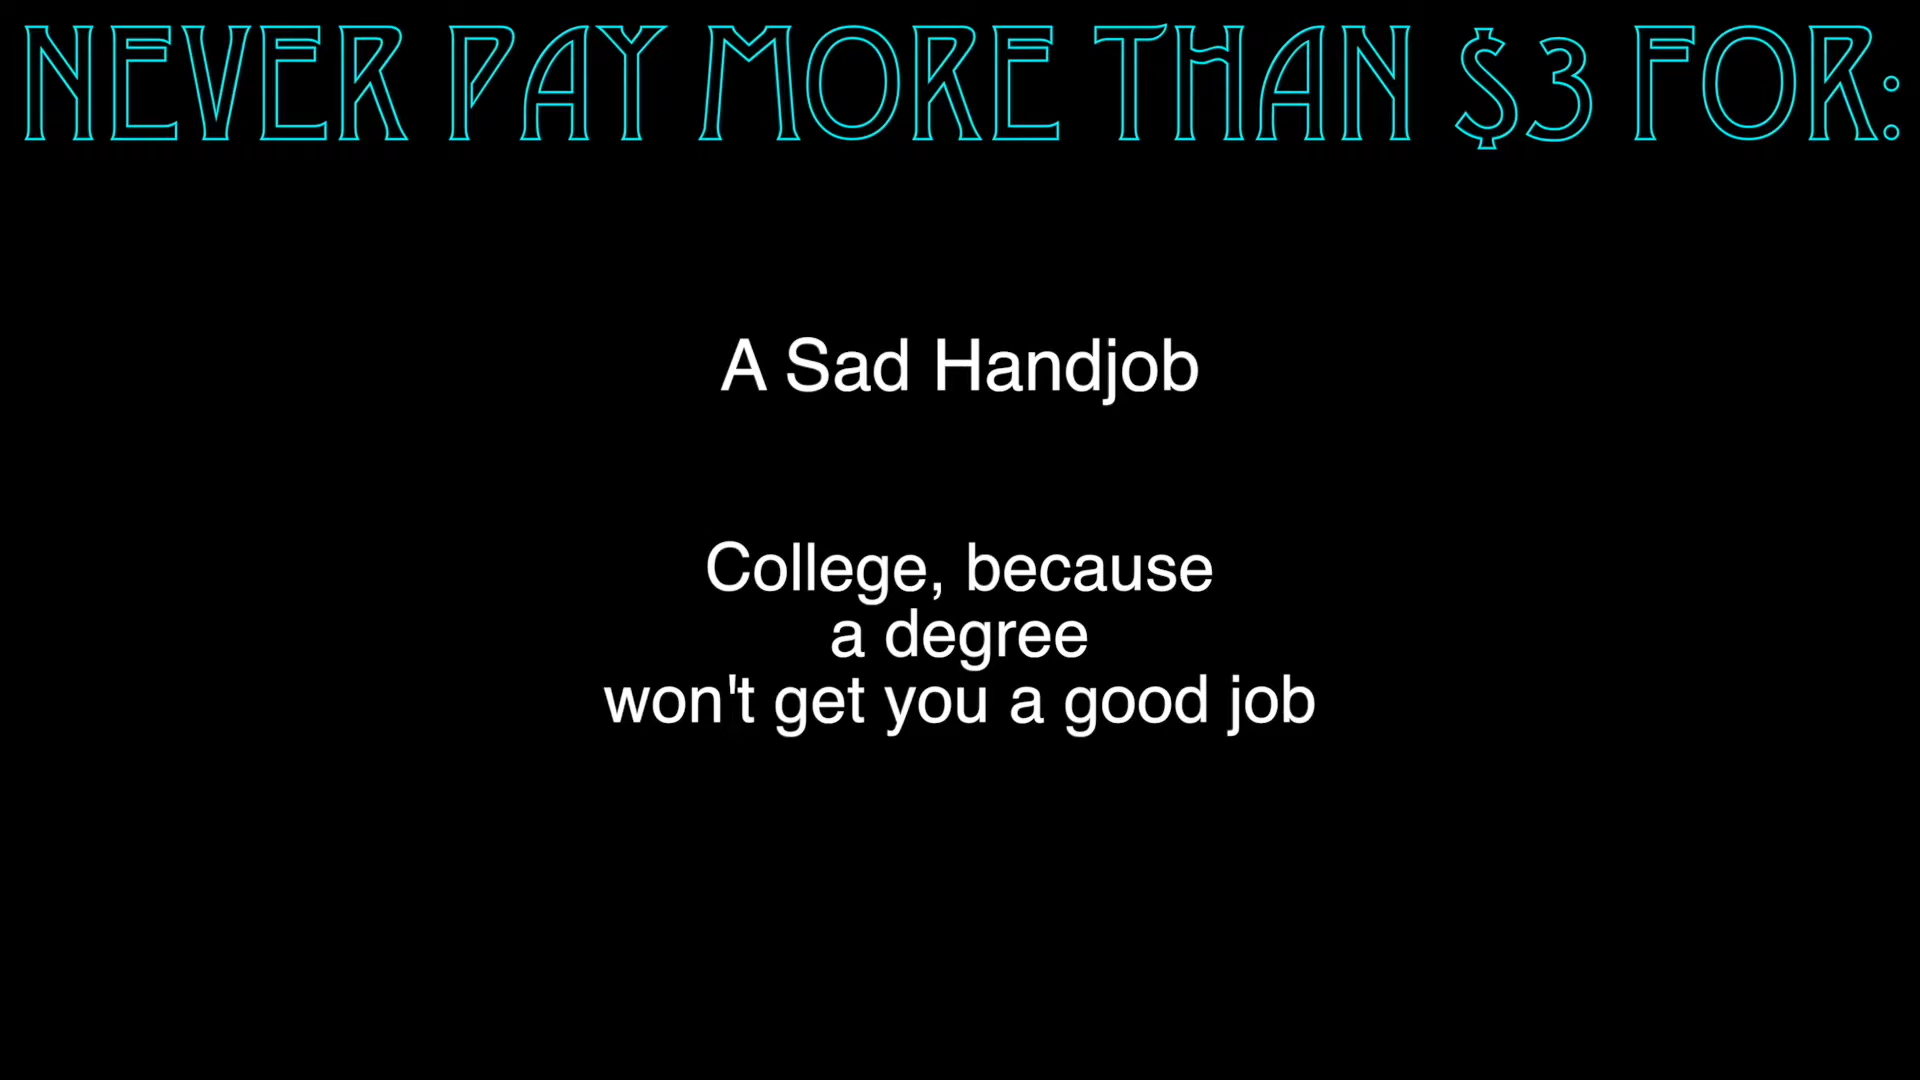 NEVER PAY MORE THAN $3 FOR:
A Sad Handjob
College, because
a degree
won't get you a good job